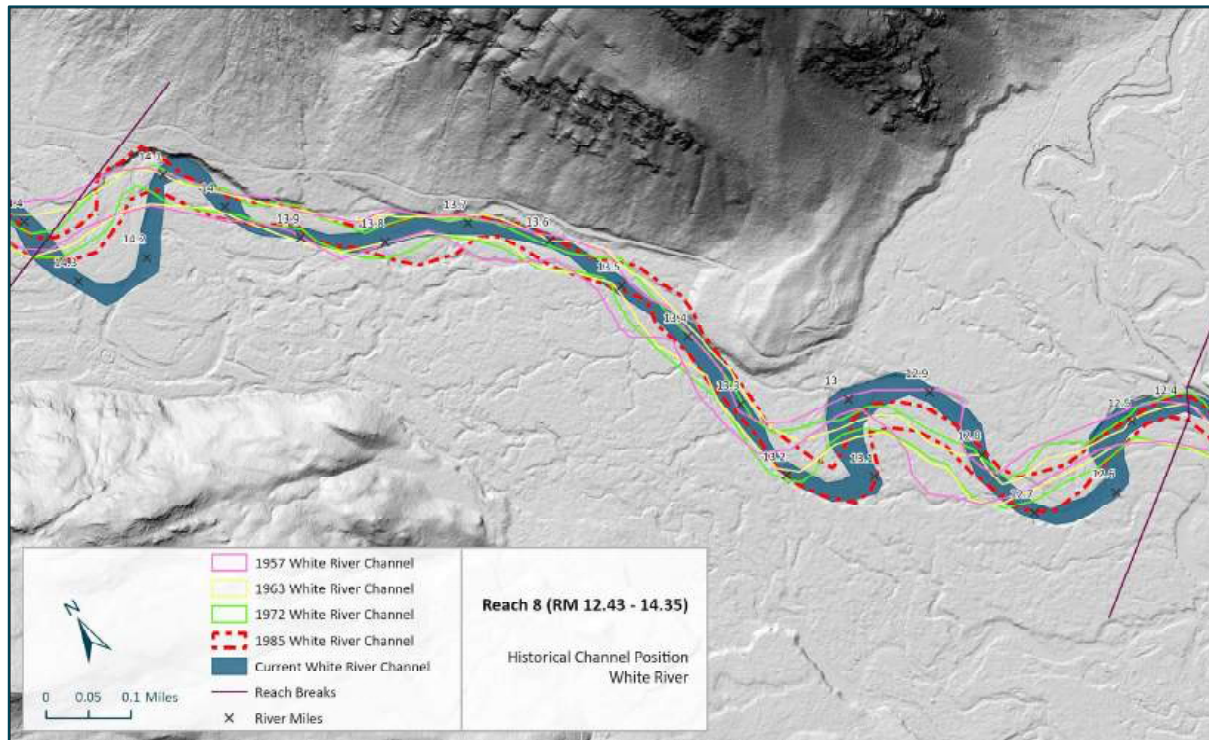 14.1
14
14.2
14.3
13.9
13.8
13.7
13.6
13.5
13.4
13.3
13.2
13.1
13
12.9
12.8
12.7
12.6
12.5
12.4
1957 White River Channel
1963 White River Channel
1972 White River Channel
1985 White River Channel
Current White River Channel
Reach Breaks
River Miles
N
0 0.05 0.1 Miles
Reach 8 (RM 12.43 - 14.35)
Historical Channel Position
White River